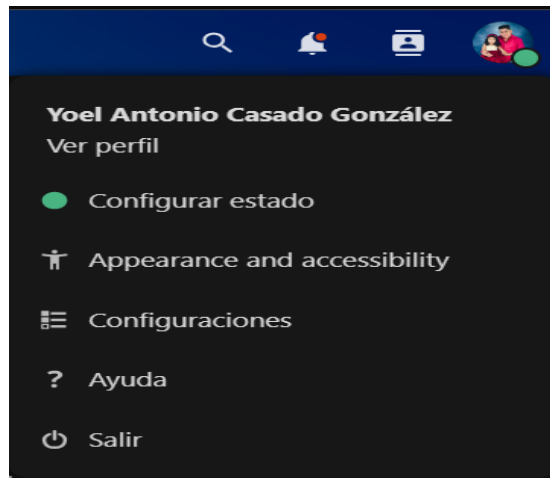 Yoel Antonio Casado González
Ver perfil
Configurar estado
Appearance and accessibility
Configuraciones
? Ayuda
Salir